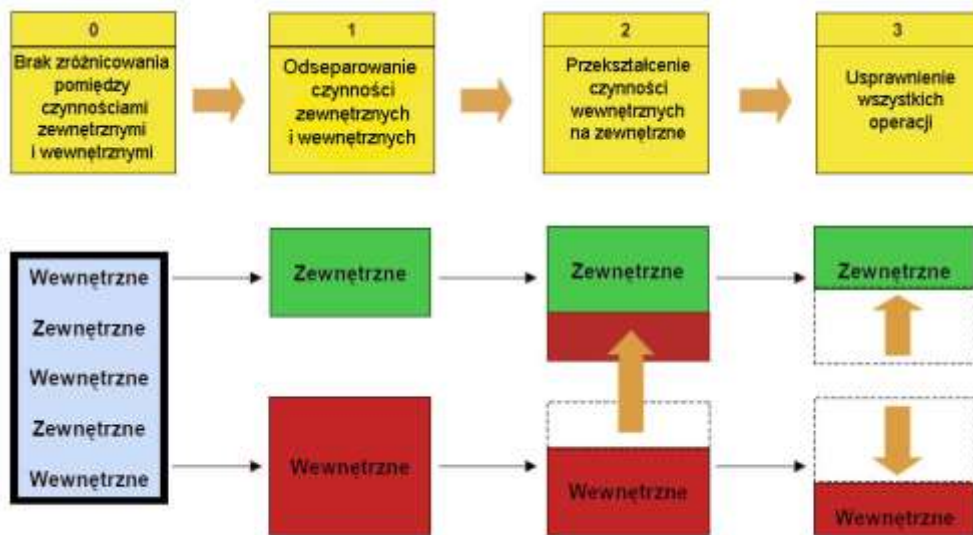 0
Brak zróżnicowania
pomiędzy
czynnościami
zewnętrznymi
i wewnętrznymi
1
Odseparowanie
czynności
zewnętrznych
i wewnętrznych
2
Przekształcenie
czynności
wewnętrznych
na zewnętrzne
3
Usprawnienie
wszystkich
operacji
Wewnętrzne
Zewnętrzne
Wewnętrzne
Zewnętrzne
Wewnętrzne
Zewnętrzne
Wewnętrzne
Zewnętrzne
Wewnętrzne
Zewnętrzne
Wewnętrzne